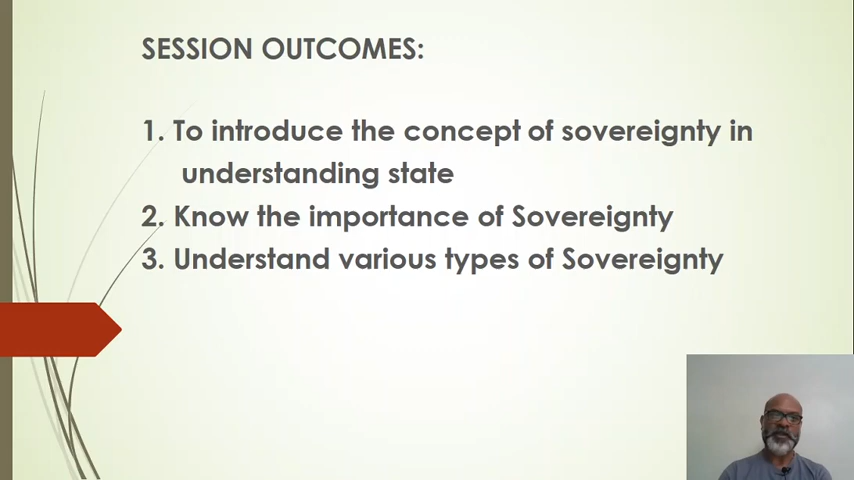 SESSION OUTCOMES:
1. To introduce the concept of sovereignty in
understanding state
2. Know the importance of Sovereignty
3. Understand various types of Sovereignty